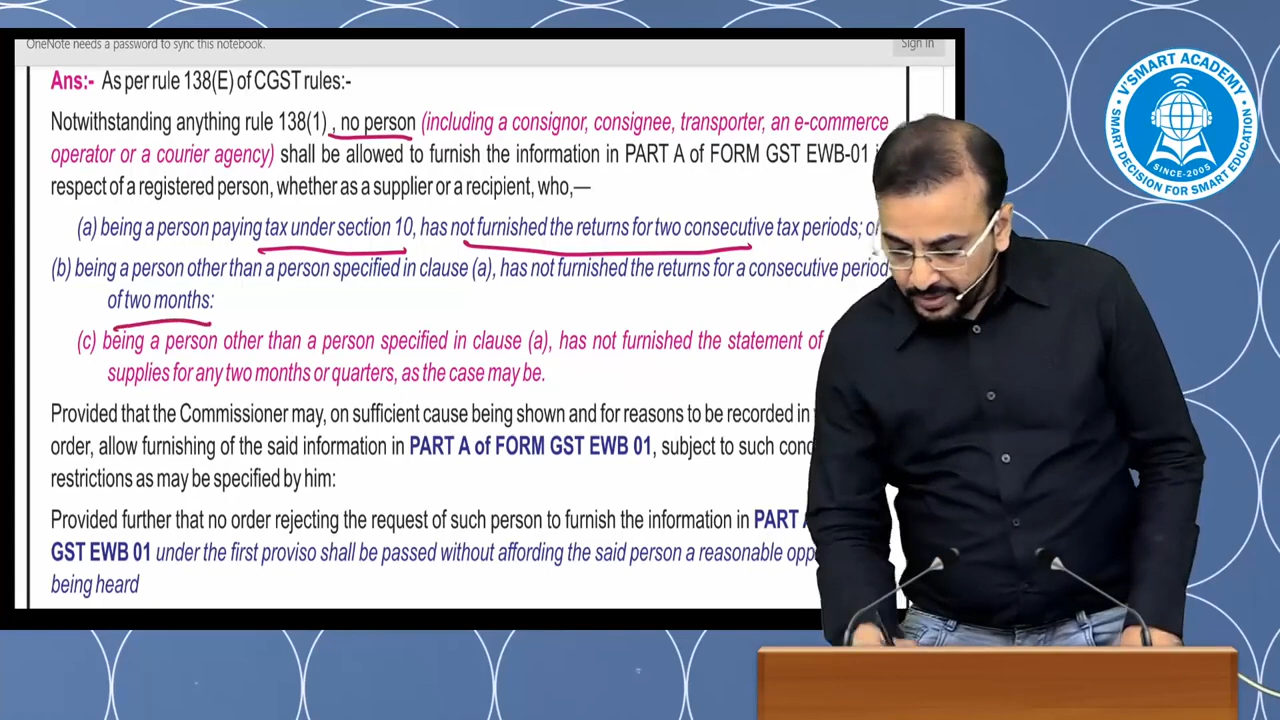 OneNote needs a password to sync this notebook.
Sign in
Ans:- As per rule 138(E) of CGST rules:-
Notwithstanding anything rule 138(1) , no person (including a consignor, consignee, transporter, an e-commerce
operator or a courier agency) shall be allowed to furnish the information in PART A of FORM GST EWB-01
respect of a registered person, whether as a supplier or a recipient, who,—
(a) being a person paying tax under section 10, has not furnished the returns for two consecutive tax periods;
(b) being a person other than a person specified in clause (a), has not furnished the returns for a consecutive period
of two months:
(c) being a person other than a person specified in clause (a), has not furnished the statement of
supplies for any two months or quarters, as the case may be.
Provided that the Commissioner may, on sufficient cause being shown and for reasons to be recorded in
order, allow furnishing of the said information in PART A of FORM GST EWB 01, subject to such
restrictions as may be specified by him:
Provided further that no order rejecting the request of such person to furnish the information in PART
GST EWB 01 under the first proviso shall be passed without affording the said person a reasonable
being heard
V'SMART ACADEMY
SMART DECISION FOR SMART EDUCATION
SINCE-2005